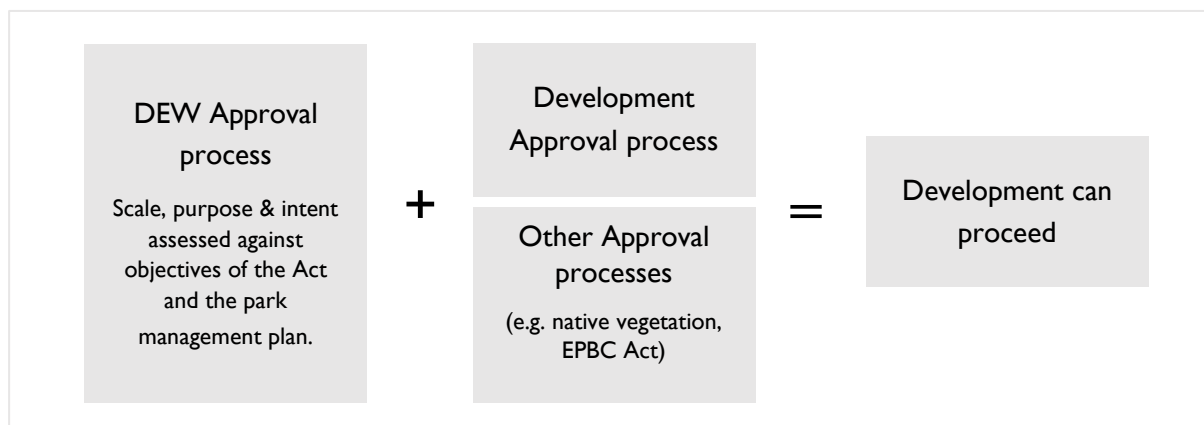 DEW Approval
process
Scale, purpose & intent
assessed against
objectives of the Act
and the park
management plan.
+
Development
Approval process
Other Approval
processes
(e.g. native vegetation,
EPBC Act)
=
Development can
proceed